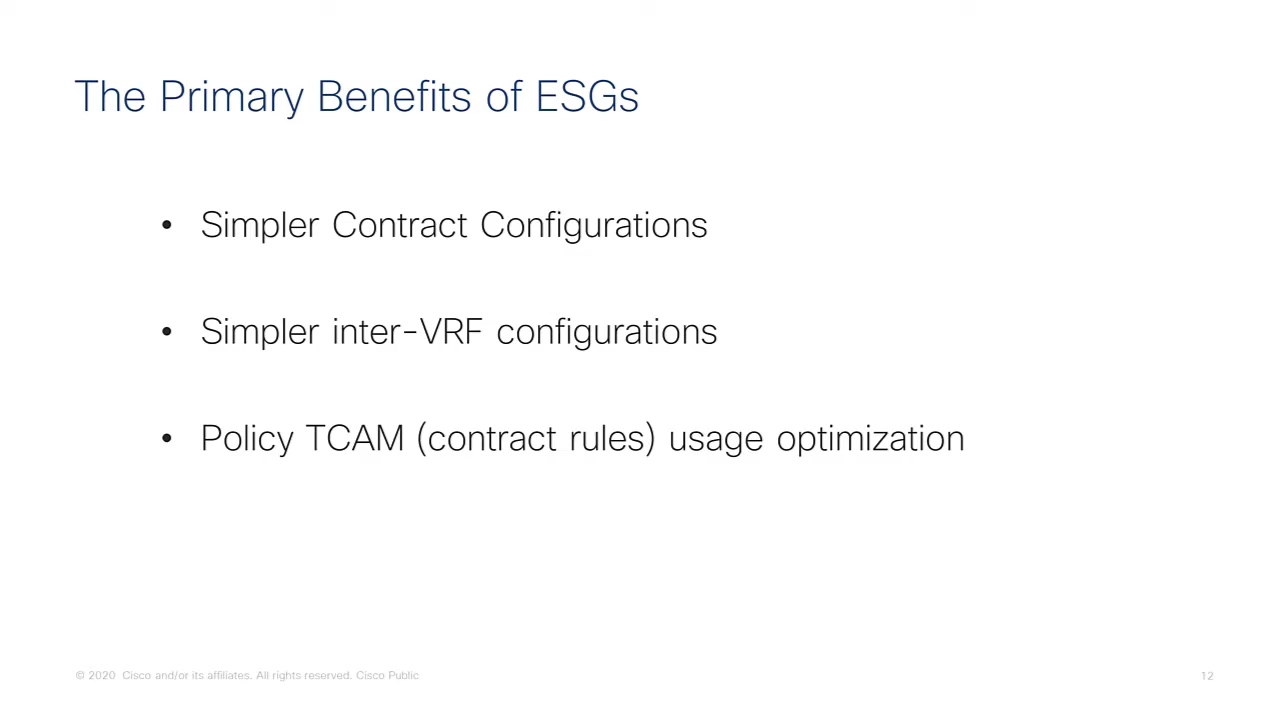 The Primary Benefits of ESGs
• Simpler Contract Configurations
• Simpler inter-VRF configurations
• Policy TCAM (contract rules) usage optimization
© 2020 Cisco and/or its affiliates. All rights reserved. Cisco Public
12